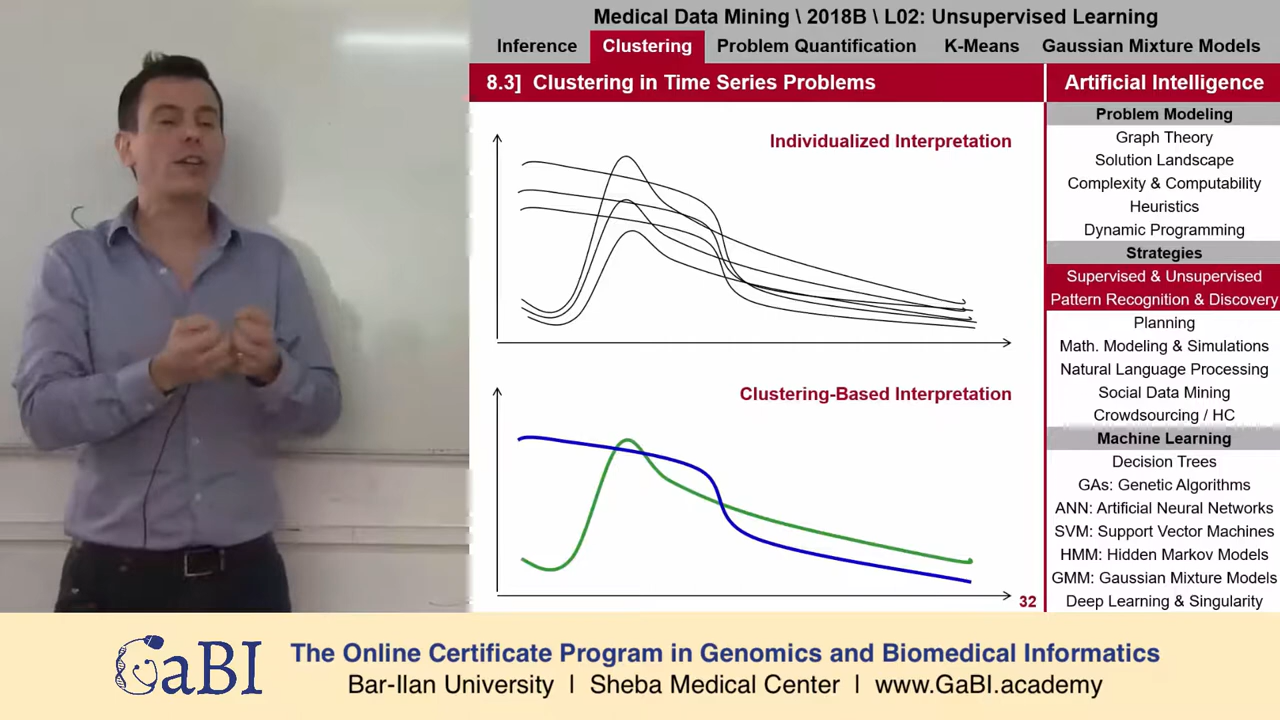 Medical Data Mining \ 2018B \ L02: Unsupervised Learning
Inference Clustering Problem Quantification K-Means Gaussian Mixture Models
8.3] Clustering in Time Series Problems
Individualized Interpretation
Clustering-Based Interpretation
32
Artificial Intelligence
Problem Modeling
Graph Theory
Solution Landscape
Complexity & Computability
Heuristics
Dynamic Programming
Strategies
Supervised & Unsupervised
Pattern Recognition & Discovery
Planning
Math. Modeling & Simulations
Natural Language Processing
Social Data Mining
Crowdsourcing / HC
Machine Learning
Decision Trees
GAs: Genetic Algorithms
ANN: Artificial Neural Networks
SVM: Support Vector Machines
HMM: Hidden Markov Models
GMM: Gaussian Mixture Models
Deep Learning & Singularity
GaBI
The Online Certificate Program in Genomics and Biomedical Informatics
Bar-Ilan University | Sheba Medical Center | www.GaBI.academy